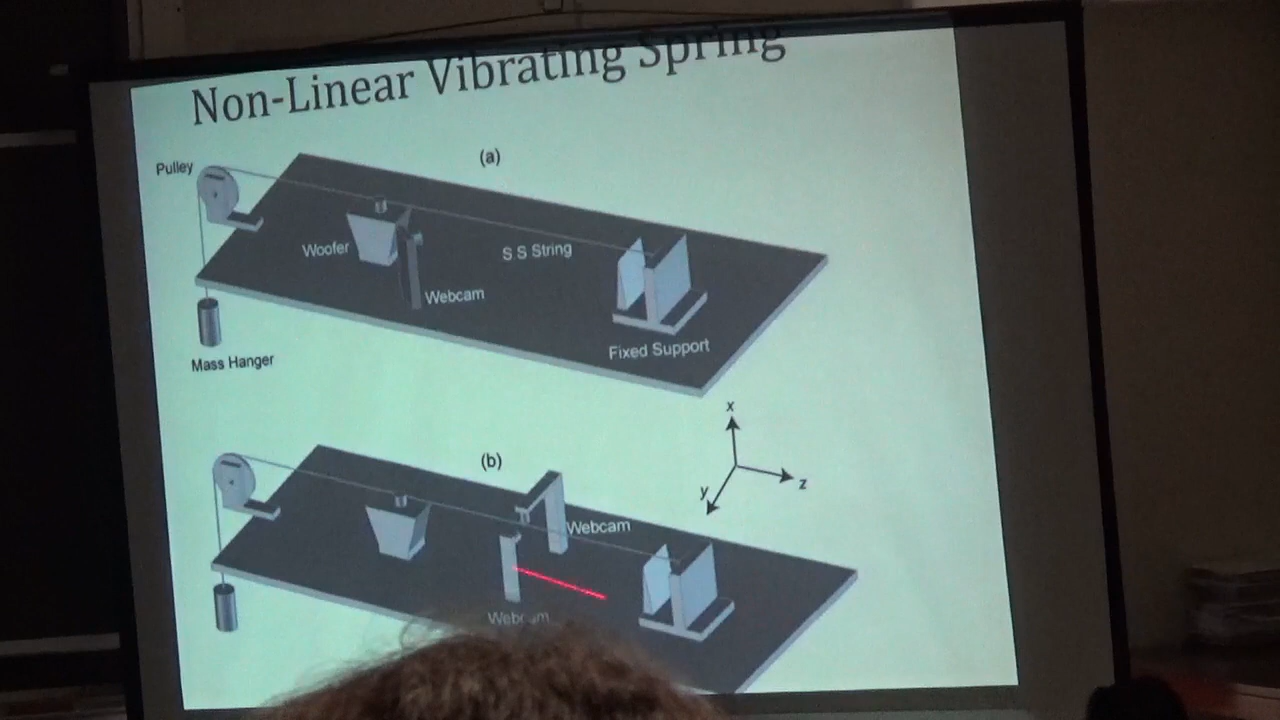 Non-Linear Vibrating Spring
(a)
Pulley
Woofer
S S String
Webcam
Fixed Support
Mass Hanger
x
(b)
y
z
Webcam
Webcam